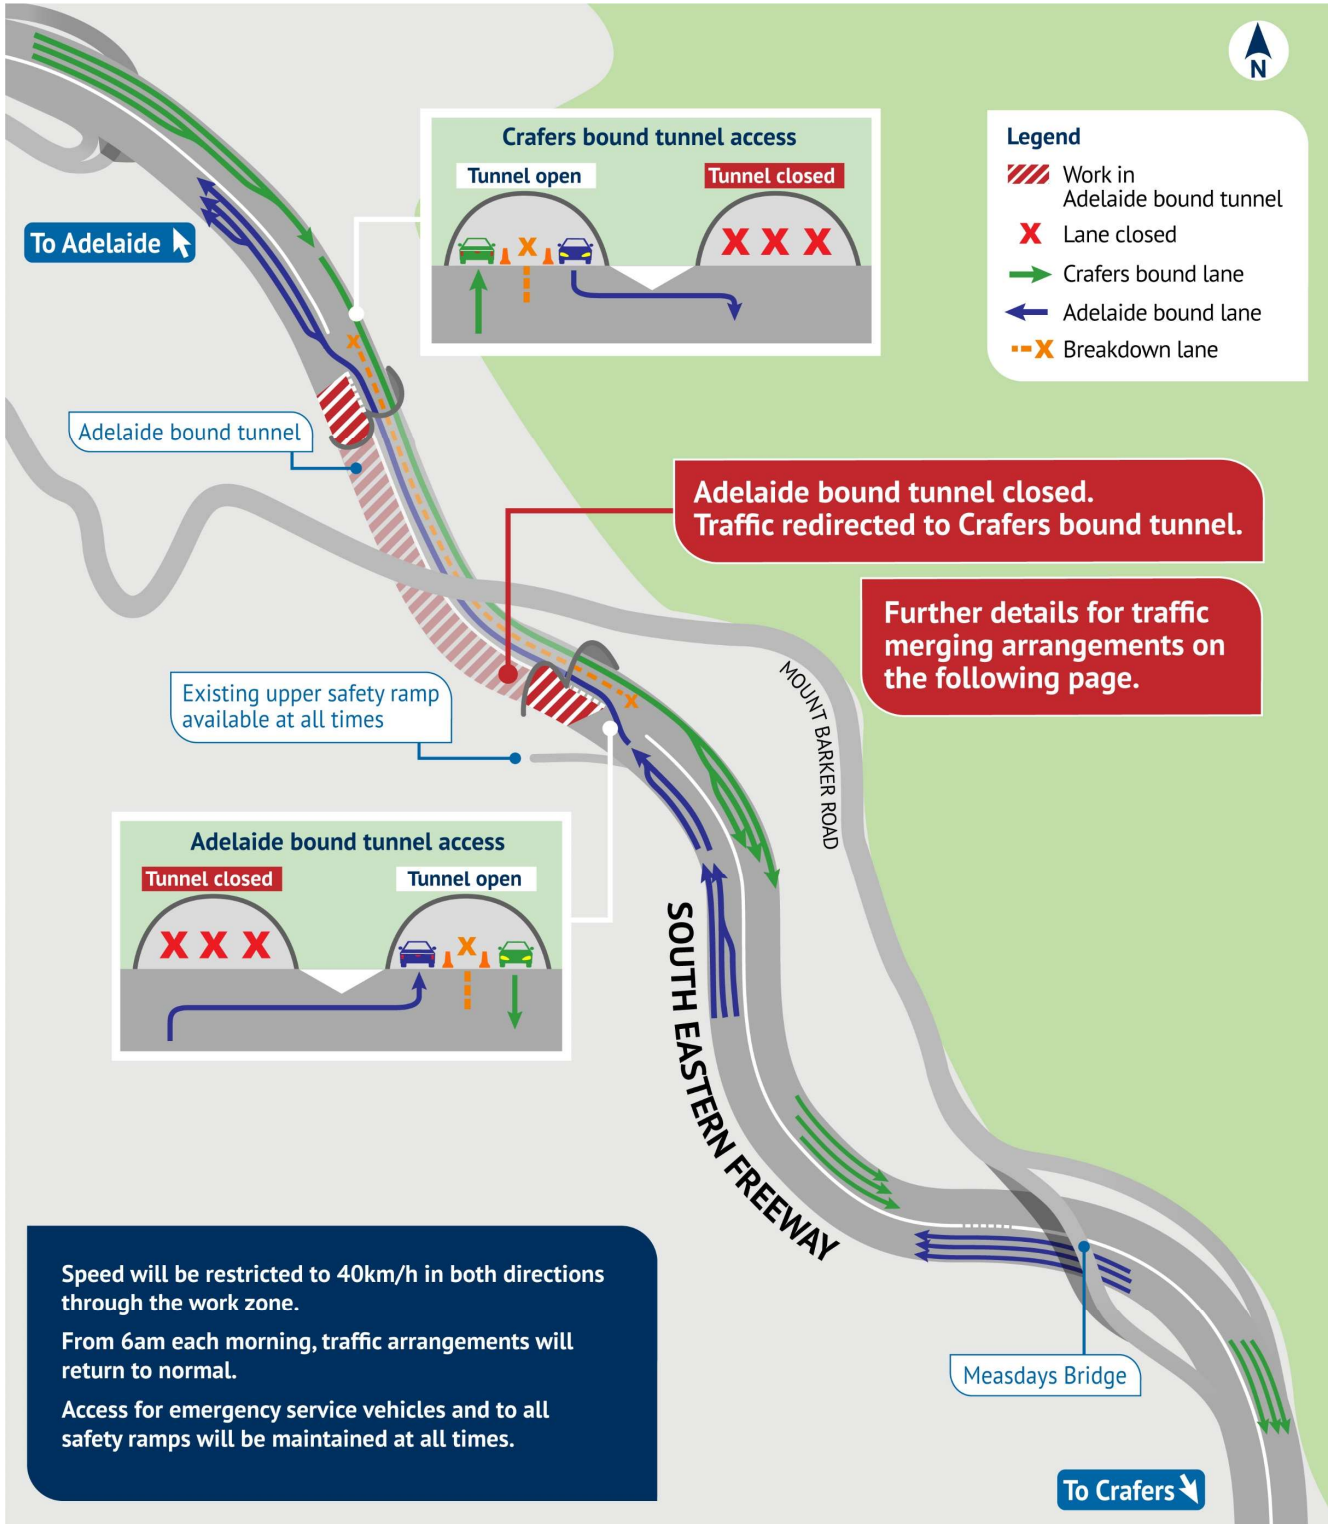 N
Crafers bound tunnel access
Tunnel open
Tunnel closed
X
X X X
Legend
Work in
Adelaide bound tunnel
X Lane closed
Crafers bound lane
Adelaide bound lane
X Breakdown lane
To Adelaide
X
Adelaide bound tunnel
Adelaide bound tunnel closed.
Traffic redirected to Crafers bound tunnel.
Further details for traffic
merging arrangements on
the following page.
Existing upper safety ramp
available at all times
X
MOUNT BARKER ROAD
Adelaide bound tunnel access
Tunnel closed
Tunnel open
X X X
X
SOUTH EASTERN FREEWAY
Speed will be restricted to 40km/h in both directions
through the work zone.
From 6am each morning, traffic arrangements will
return to normal.
Access for emergency service vehicles and to all
safety ramps will be maintained at all times.
Measdays Bridge
To Crafers